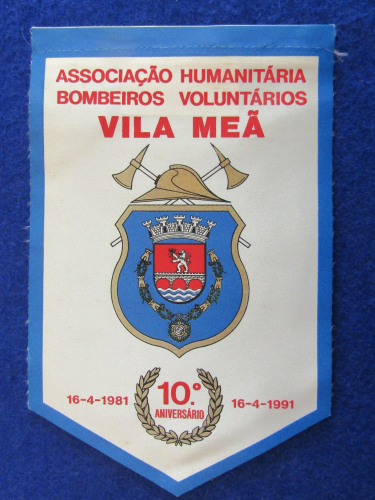 ASSOCIAÇÃO HUMANITÁRIA
BOMBEIROS VOLUNTÁRIOS
VILA MEÃ
16-4-1981
10.º
ANIVERSÁRIO
16-4-1991